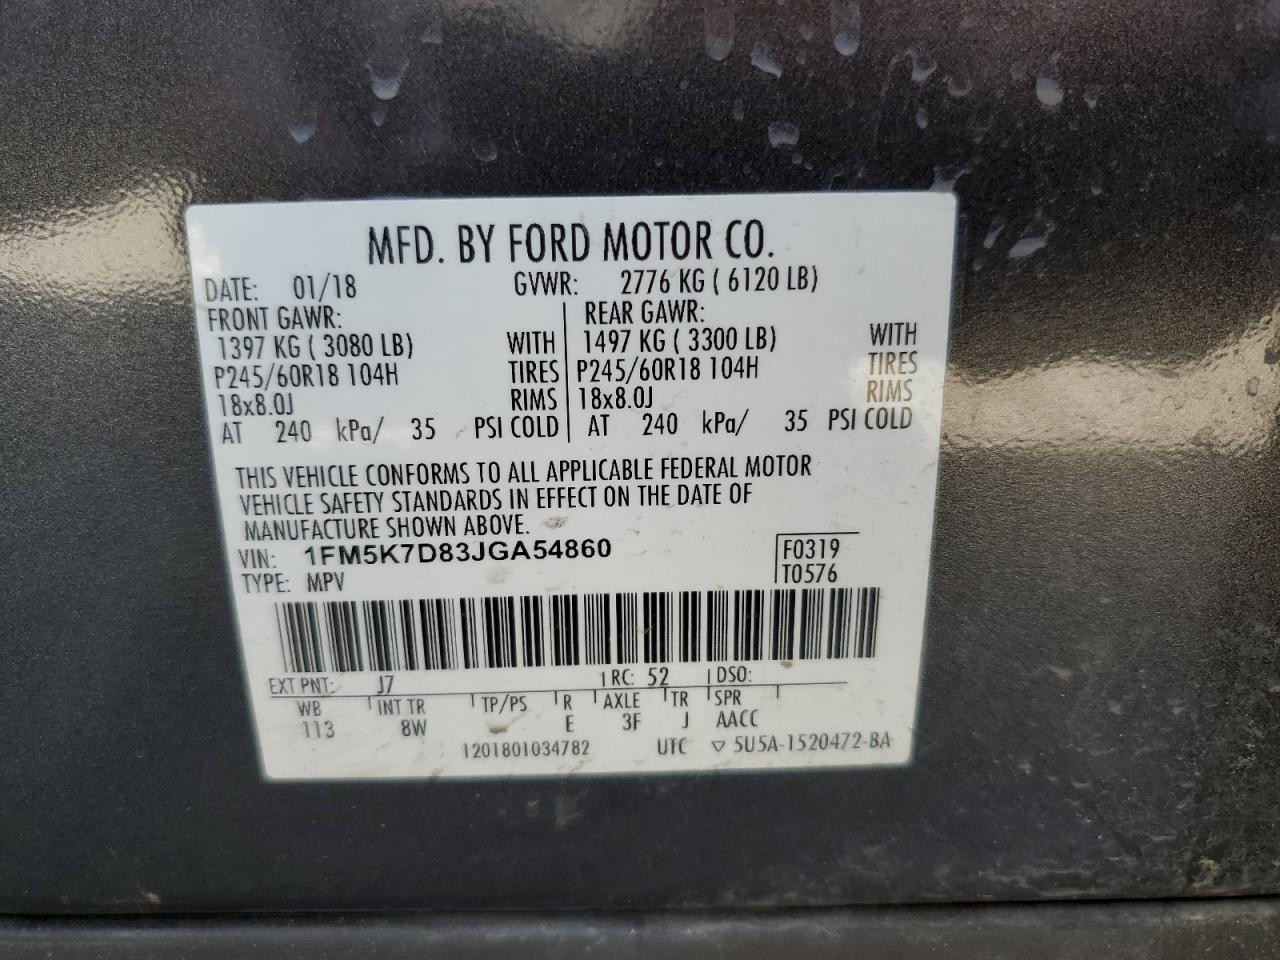 MFD. BY FORD MOTOR CO.
DATE: 01/18 GVWR: 2776 KG ( 6120 LB)
FRONT GAWR: REAR GAWR:
1397 KG ( 3080 LB) WITH 1497 KG ( 3300 LB) WITH
P245/60R18 104H TIRES P245/60R18 104H TIRES
18x8.0J RIMS 18x8.0J RIMS
AT 240 kPa/ 35 PSI COLD AT 240 kPa/ 35 PSI COLD
THIS VEHICLE CONFORMS TO ALL APPLICABLE FEDERAL MOTOR
VEHICLE SAFETY STANDARDS IN EFFECT ON THE DATE OF
MANUFACTURE SHOWN ABOVE.
VIN: 1FM5K7D83JGA54860 F0319
TYPE: MPV T0576
EXT PNT: J7 RC: 52 DSO:
WB INT TR TP/PS R AXLE TR SPR
113 8W E 3F J AACC
1201801034782 UTC ▽ 5U5A-1520472-BA